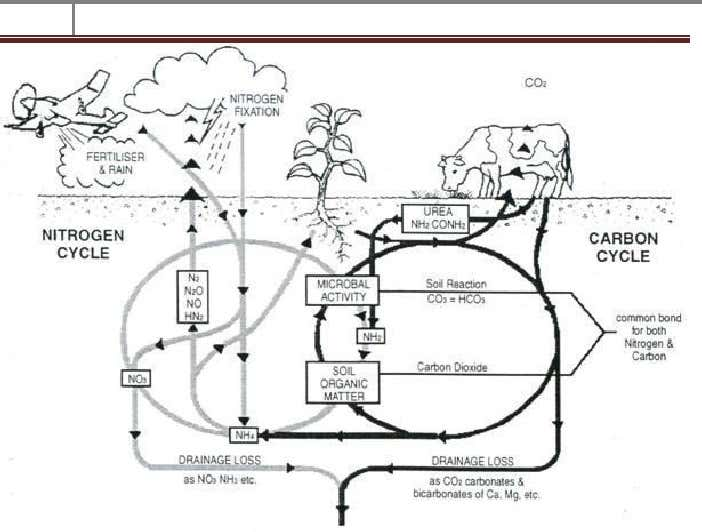 CO₂
NITROGEN
FIXATION
FERTILISER
& RAIN
UREA
NH₂ CONH₂
NITROGEN
CYCLE
CARBON
CYCLE
N₂
N₂O
NO
HN₂
MICROBAL
ACTIVITY
Soil Reaction
CO₃ = HCO₃
common bond
for both
Nitrogen &
Carbon
NH₂
NO₃
SOIL
ORGANIC
MATTER
Carbon Dioxide
NH₄
DRAINAGE LOSS
as NO₃ NH₃ etc.
DRAINAGE LOSS
as CO₂ carbonates &
bicarbonates of Ca, Mg, etc.